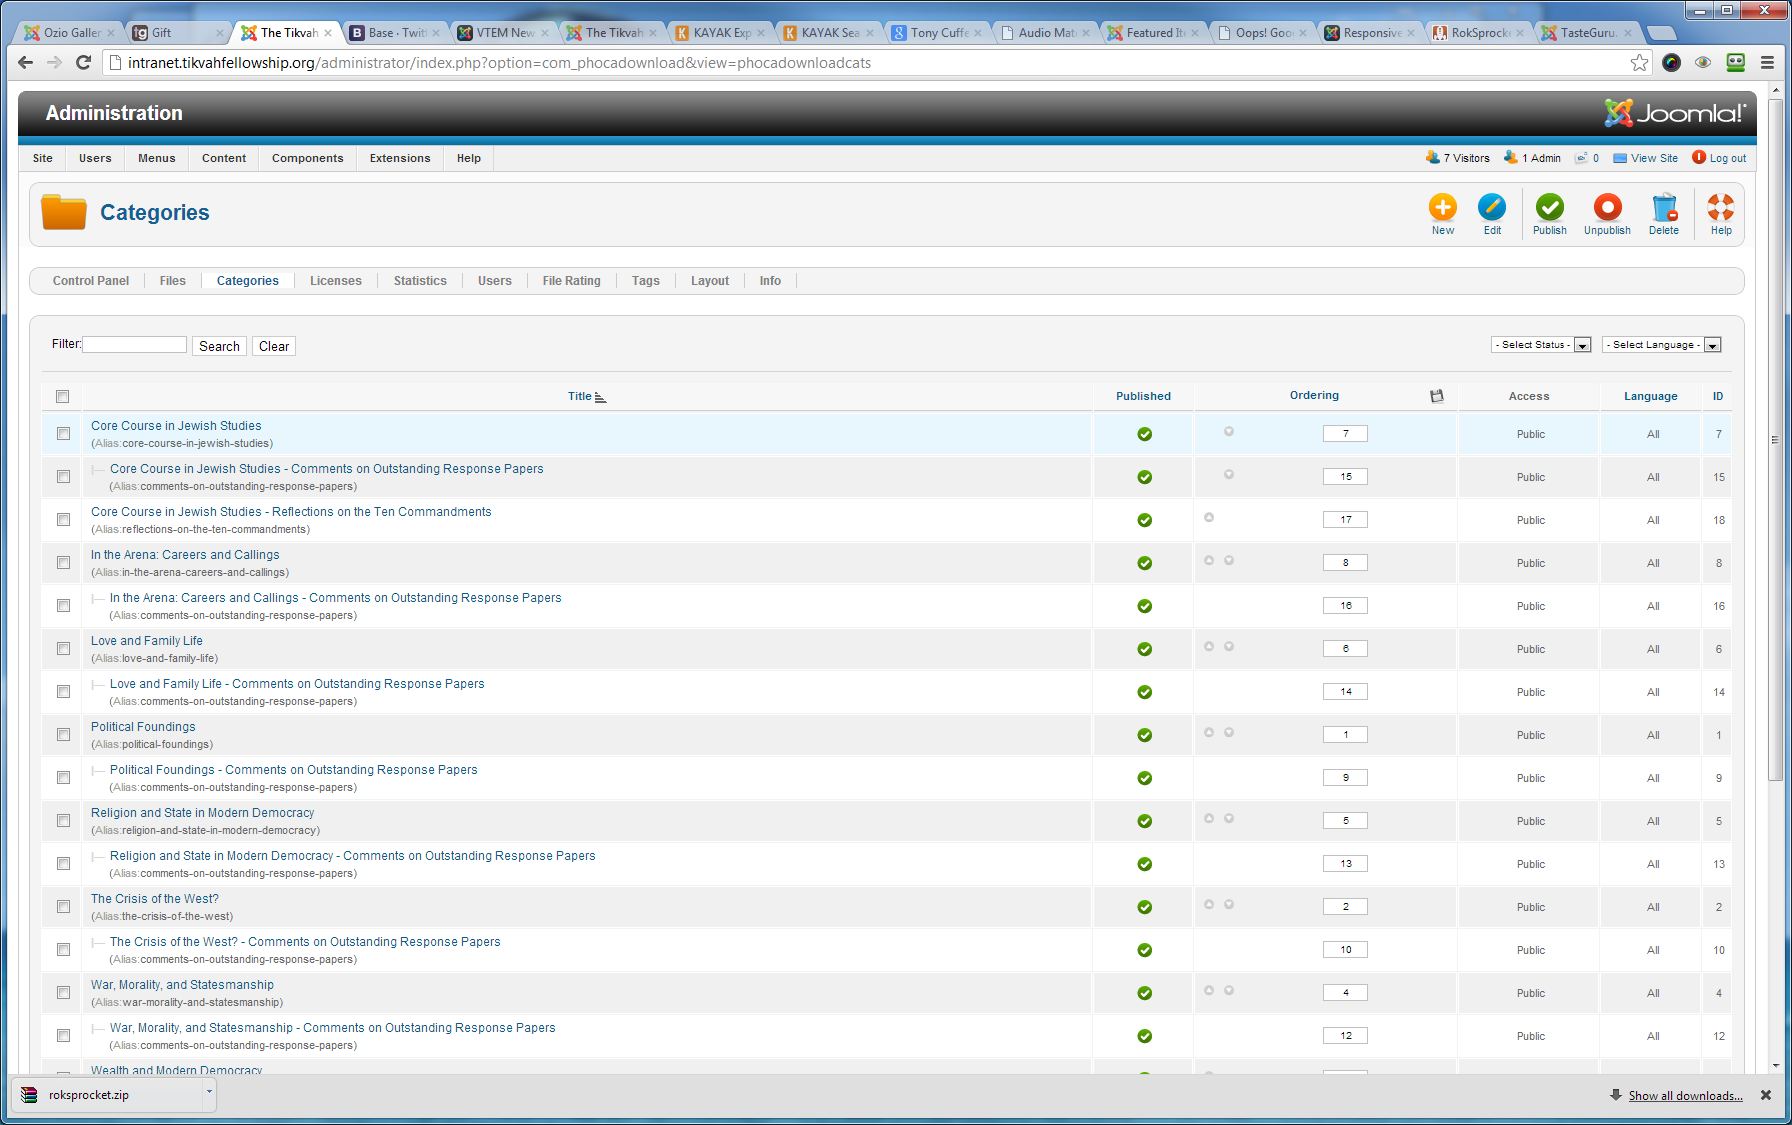 Ozio Galler
Gift
The Tikvah
Base · Twit
VTEM New
The Tikvah
KAYAK Exp
KAYAK Sea
Tony Cuffe
Audio Mat
Featured It
Oops! Goo
Responsive
RokSprock
TasteGuru.
intranet.tikvahfellowship.org/administrator/index.php?option=com_phocadownload&view=phocadownloadcats
Administration
Joomla!
Site Users Menus Content Components Extensions Help
7 Visitors 1 Admin 0 View Site Log out
Categories
New Edit Publish Unpublish Delete Help
Control Panel Files Categories Licenses Statistics Users File Rating Tags Layout Info
Filter: Search Clear - Select Status - - Select Language -
Title Published Ordering Access Language ID
Core Course in Jewish Studies
(Alias:core-course-in-jewish-studies)
7 Public All 7
Core Course in Jewish Studies - Comments on Outstanding Response Papers
(Alias:comments-on-outstanding-response-papers)
15 Public All 15
Core Course in Jewish Studies - Reflections on the Ten Commandments
(Alias:reflections-on-the-ten-commandments)
17 Public All 18
In the Arena: Careers and Callings
(Alias:in-the-arena-careers-and-callings)
8 Public All 8
In the Arena: Careers and Callings - Comments on Outstanding Response Papers
(Alias:comments-on-outstanding-response-papers)
16 Public All 16
Love and Family Life
(Alias:love-and-family-life)
6 Public All 6
Love and Family Life - Comments on Outstanding Response Papers
(Alias:comments-on-outstanding-response-papers)
14 Public All 14
Political Foundings
(Alias:political-foundings)
1 Public All 1
Political Foundings - Comments on Outstanding Response Papers
(Alias:comments-on-outstanding-response-papers)
9 Public All 9
Religion and State in Modern Democracy
(Alias:religion-and-state-in-modern-democracy)
5 Public All 5
Religion and State in Modern Democracy - Comments on Outstanding Response Papers
(Alias:comments-on-outstanding-response-papers)
13 Public All 13
The Crisis of the West?
(Alias:the-crisis-of-the-west)
2 Public All 2
The Crisis of the West? - Comments on Outstanding Response Papers
(Alias:comments-on-outstanding-response-papers)
10 Public All 10
War, Morality, and Statesmanship
(Alias:war-morality-and-statesmanship)
4 Public All 4
War, Morality, and Statesmanship - Comments on Outstanding Response Papers
(Alias:comments-on-outstanding-response-papers)
12 Public All 12
Wealth and Modern Democracy
roksprocket.zip
Show all downloads...